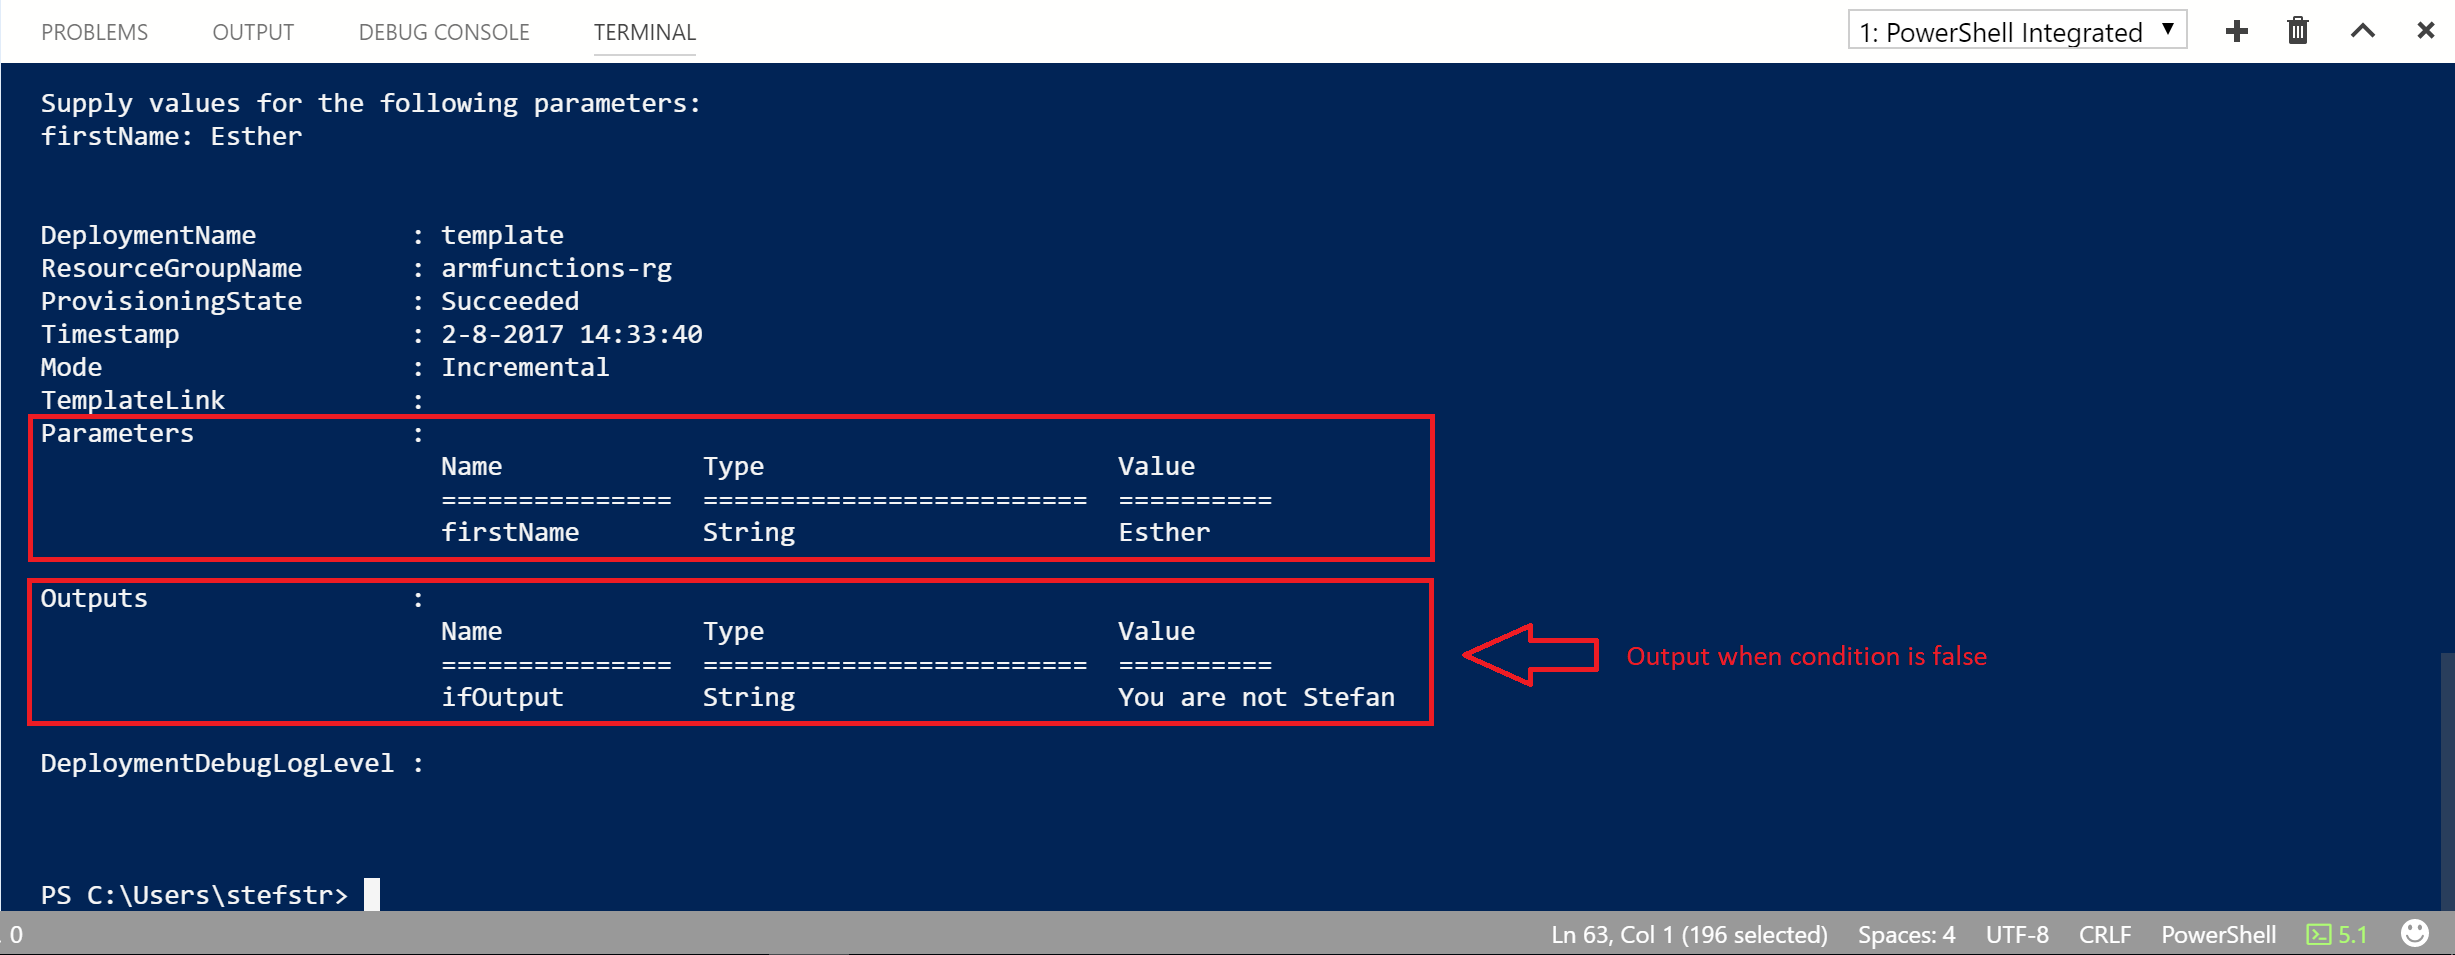 PROBLEMS OUTPUT DEBUG CONSOLE TERMINAL 1: PowerShell Integrated
Supply values for the following parameters:
firstName: Esther
DeploymentName : template
ResourceGroupName : armfunctions-rg
ProvisioningState : Succeeded
Timestamp : 2-8-2017 14:33:40
Mode : Incremental
TemplateLink :
Parameters :
Name Type Value
=============== ========================= ==========
firstName String Esther
Outputs :
Name Type Value
=============== ========================= ==========
ifOutput String You are not Stefan
Output when condition is false
DeploymentDebugLogLevel :
PS C:\Users\stefstr>
0 Ln 63, Col 1 (196 selected) Spaces: 4 UTF-8 CRLF PowerShell 5.1